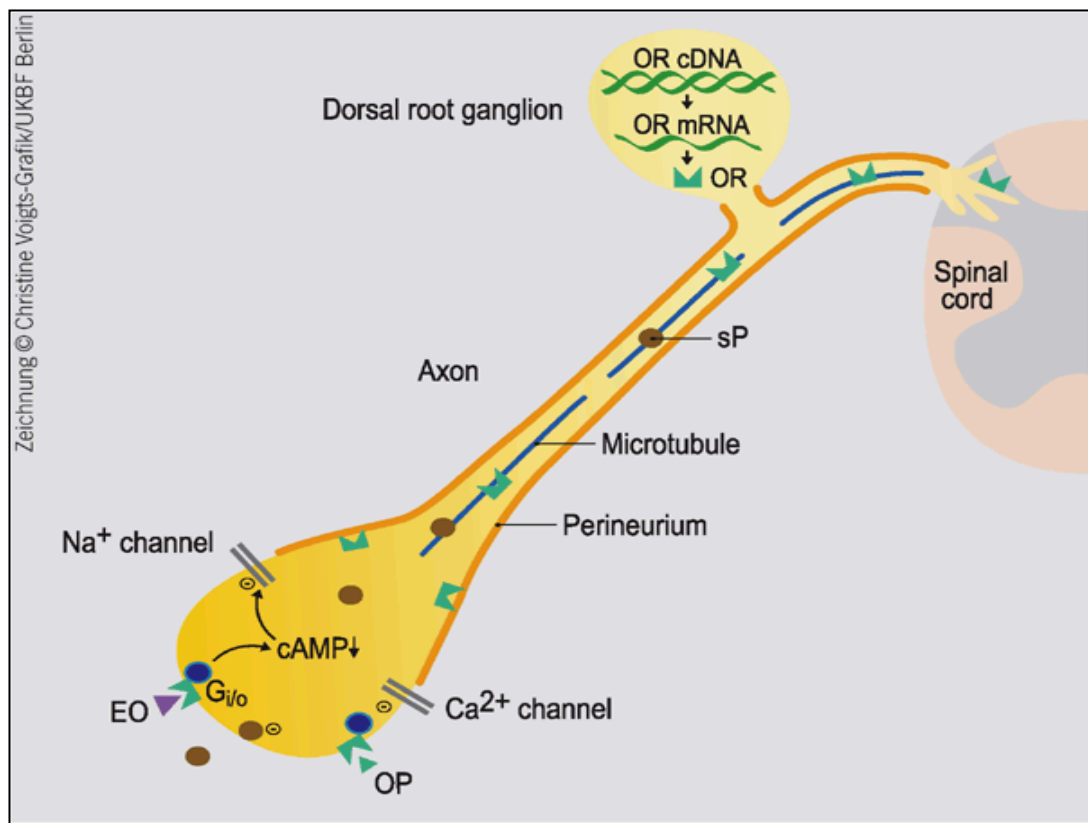 Zeichnung © Christine Voigts-Grafik/UKBF Berlin
OR cDNA
Dorsal root ganglion
OR mRNA
OR
Spinal
cord
sP
Axon
Microtubule
Perineurium
Na+ channel
cAMP↓
Gi/o
EO
Ca2+ channel
OP